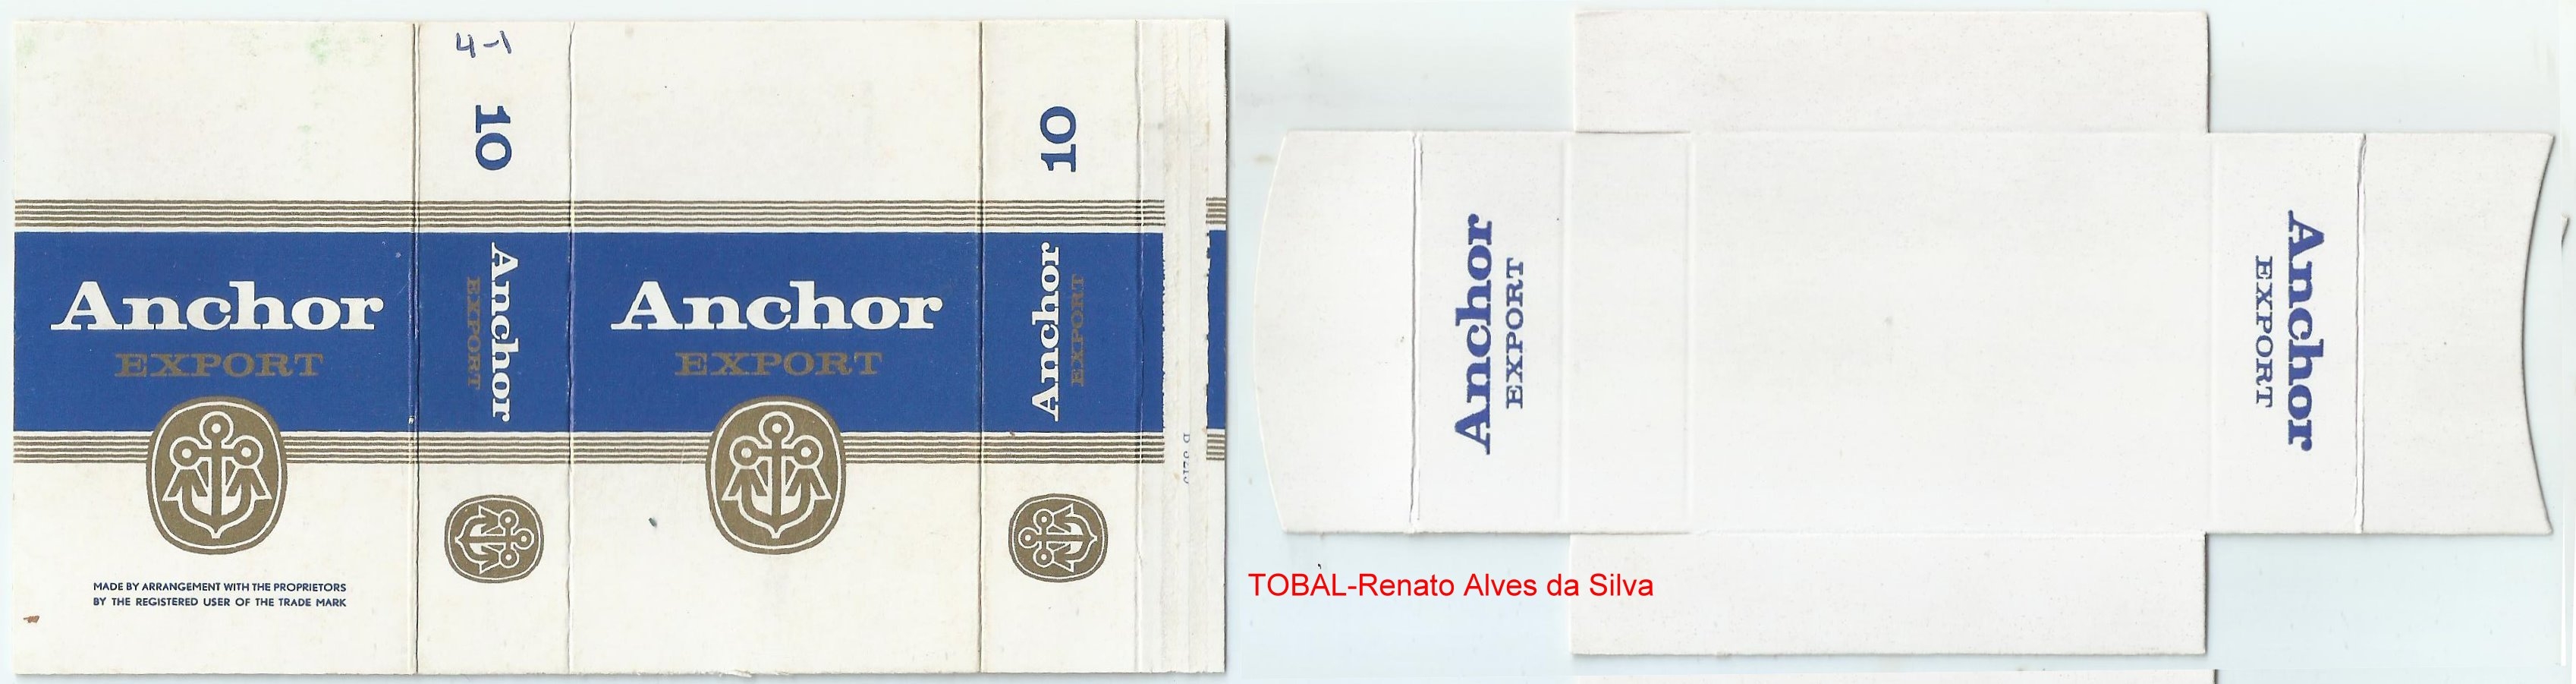 4-1
10
10
Anchor
EXPORT
Anchor
EXPORT
Anchor
EXPORT
Anchor
EXPORT
MADE BY ARRANGEMENT WITH THE PROPRIETORS
BY THE REGISTERED USER OF THE TRADE MARK
Anchor
EXPORT
Anchor
EXPORT
TOBAL-Renato Alves da Silva